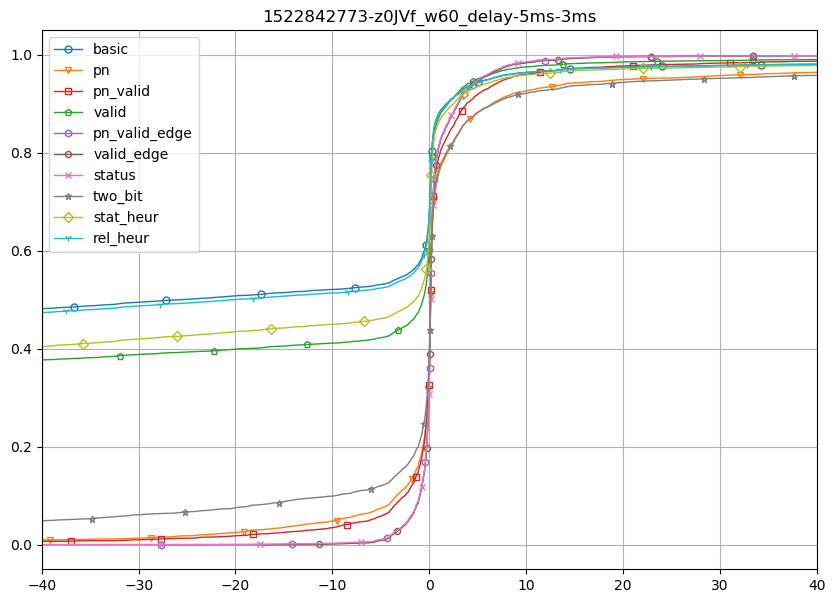 1522842773-z0JVf_w60_delay-5ms-3ms
basic
pn
pn_valid
valid
pn_valid_edge
valid_edge
status
two_bit
stat_heur
rel_heur
1.0
0.8
0.6
0.4
0.2
0.0
−40 −30 −20 −10 0 10 20 30 40